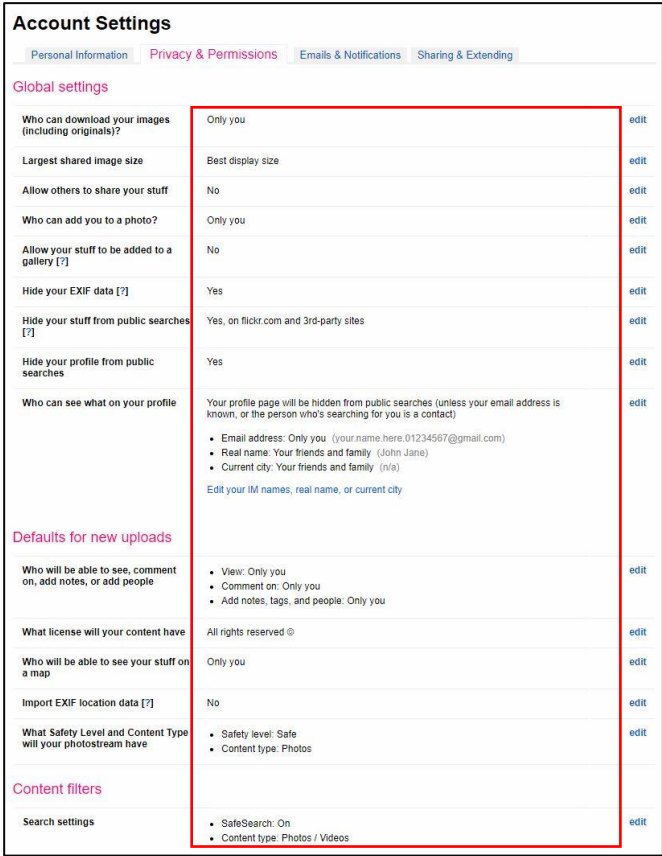 Account Settings
Personal Information Privacy & Permissions Emails & Notifications Sharing & Extending
Global settings
Who can download your images (including originals)? Only you edit
Largest shared image size Best display size edit
Allow others to share your stuff No edit
Who can add you to a photo? Only you edit
Allow your stuff to be added to a gallery [?] No edit
Hide your EXIF data [?] Yes edit
Hide your stuff from public searches [?] Yes, on flickr.com and 3rd-party sites edit
Hide your profile from public searches Yes edit
Who can see what on your profile Your profile page will be hidden from public searches (unless your email address is edit
known, or the person who's searching for you is a contact)
• Email address: Only you (your.name.here.01234567@gmail.com)
• Real name: Your friends and family (John Jane)
• Current city: Your friends and family (n/a)
Edit your IM names, real name, or current city
Defaults for new uploads
Who will be able to see, comment on, add notes, or add people edit
• View: Only you
• Comment on: Only you
• Add notes, tags, and people: Only you
What license will your content have All rights reserved © edit
Who will be able to see your stuff on a map Only you edit
Import EXIF location data [?] No edit
What Safety Level and Content Type will your photostream have edit
• Safety level: Safe
• Content type: Photos
Content filters
Search settings edit
• SafeSearch: On
• Content type: Photos / Videos